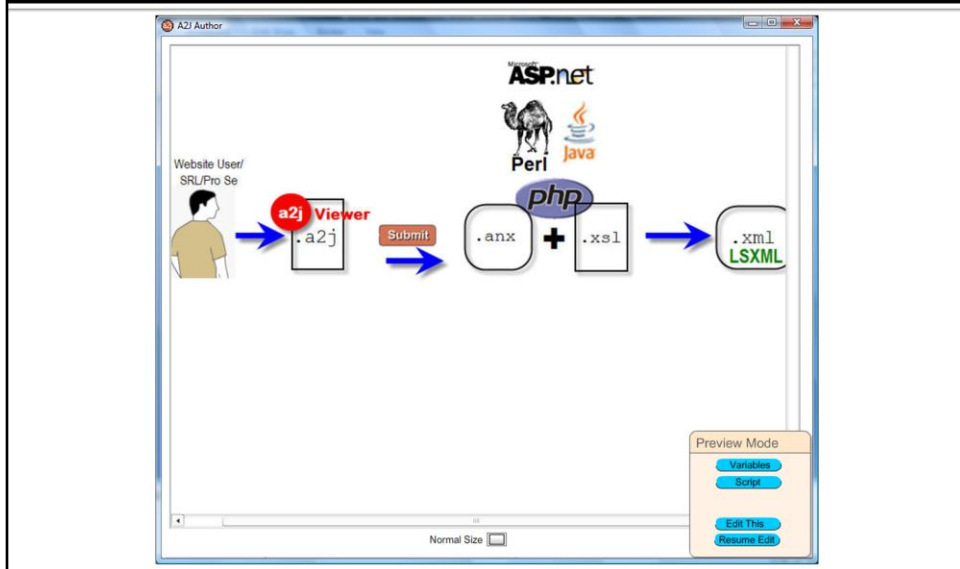 A2J Author
Microsoft
ASP.net
Perl
Java
php
Website User/
SRL/Pro Se
a2j Viewer
.a2j
Submit
.anx
+
.xsl
.xml
LSXML
Preview Mode
Variables
Script
Edit This
Resume Edit
Normal Size